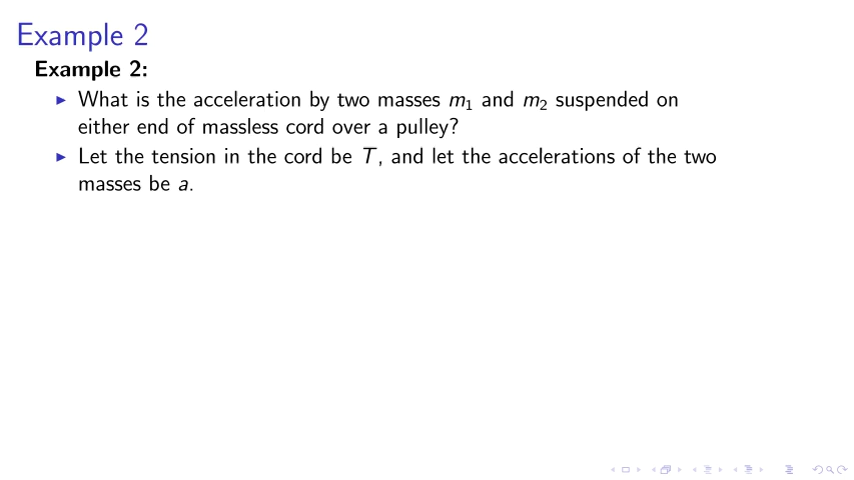 Example 2
Example 2:
▶ What is the acceleration by two masses m₁ and m₂ suspended on
either end of massless cord over a pulley?
▶ Let the tension in the cord be T, and let the accelerations of the two
masses be a.